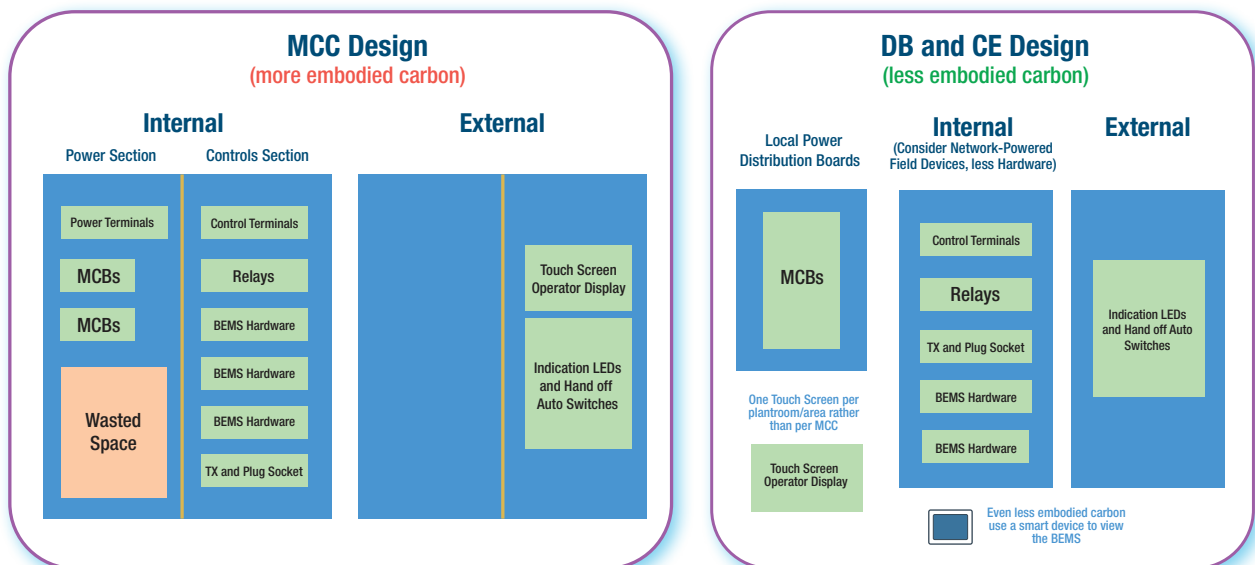 MCC Design
(more embodied carbon)
Internal
External
Power Section
Controls Section
Power Terminals
MCBs
MCBs
Wasted
Space
Control Terminals
Relays
BEMS Hardware
BEMS Hardware
BEMS Hardware
TX and Plug Socket
Touch Screen
Operator Display
Indication LEDs
and Hand off
Auto Switches
DB and CE Design
(less embodied carbon)
Local Power
Distribution Boards
MCBs
One Touch Screen per
plantroom/area rather
than per MCC
Touch Screen
Operator Display
Internal
(Consider Network-Powered
Field Devices, less Hardware)
Control Terminals
Relays
TX and Plug Socket
BEMS Hardware
BEMS Hardware
External
Indication LEDs
and Hand off Auto
Switches
Even less embodied carbon
use a smart device to view
the BEMS